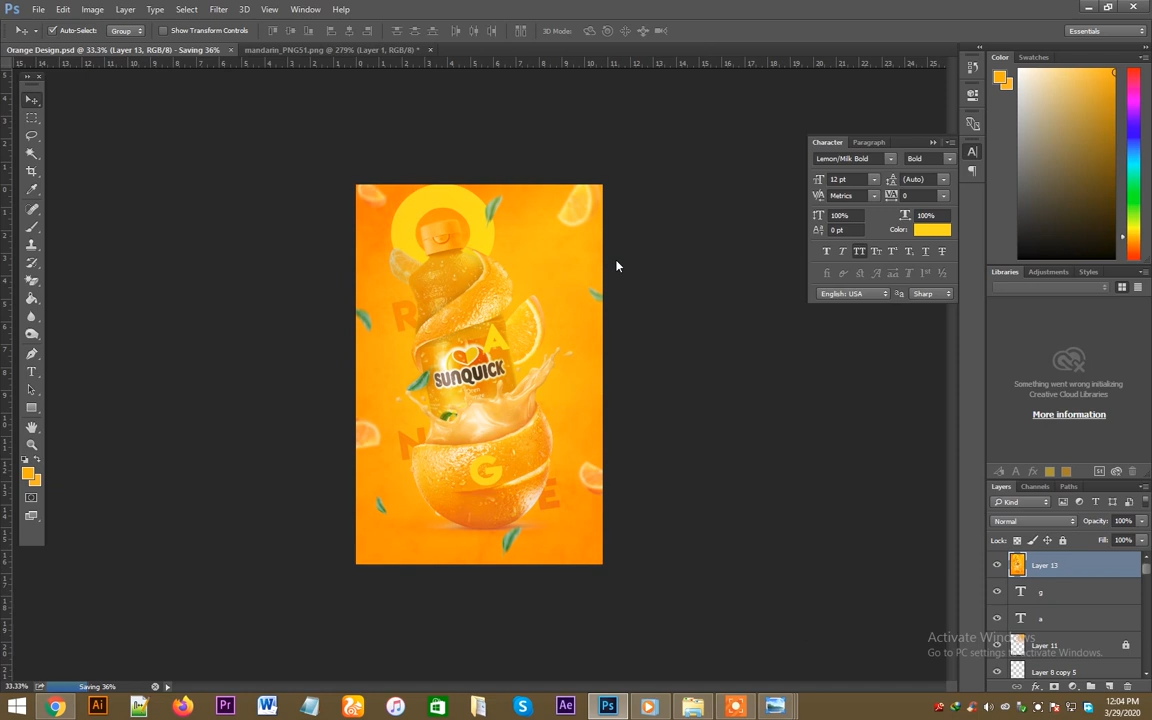 Ps File Edit Image Layer Type Select Filter 3D View Window Help
Auto-Select: Group Show Transform Controls 3D Mode: Essentials
Orange Design.psd @ 33.3% (Layer 13, RGB/8) - Saving 36% × mandarin_PNG51.png @ 279% (Layer 1, RGB/8) * ×
Color Swatches
Character Paragraph
Lemon/Milk Bold Bold
12 pt (Auto)
Metrics 0
100% 100%
0 pt Color:
English: USA Sharp
Libraries Adjustments Styles
Something went wrong initializing
Creative Cloud Libraries
More information
R
A
SUNQUICK
N
G
E
Layers Channels Paths
Kind
Normal Opacity: 100%
Lock: Fill: 100%
Layer 13
g
a
Layer 11
Layer 8 copy 5
Activate Windows
Go to PC settings to activate Windows.
33.33% Saving 36%
Ai Pr W S Ae Ps
12:04 PM
3/29/2020